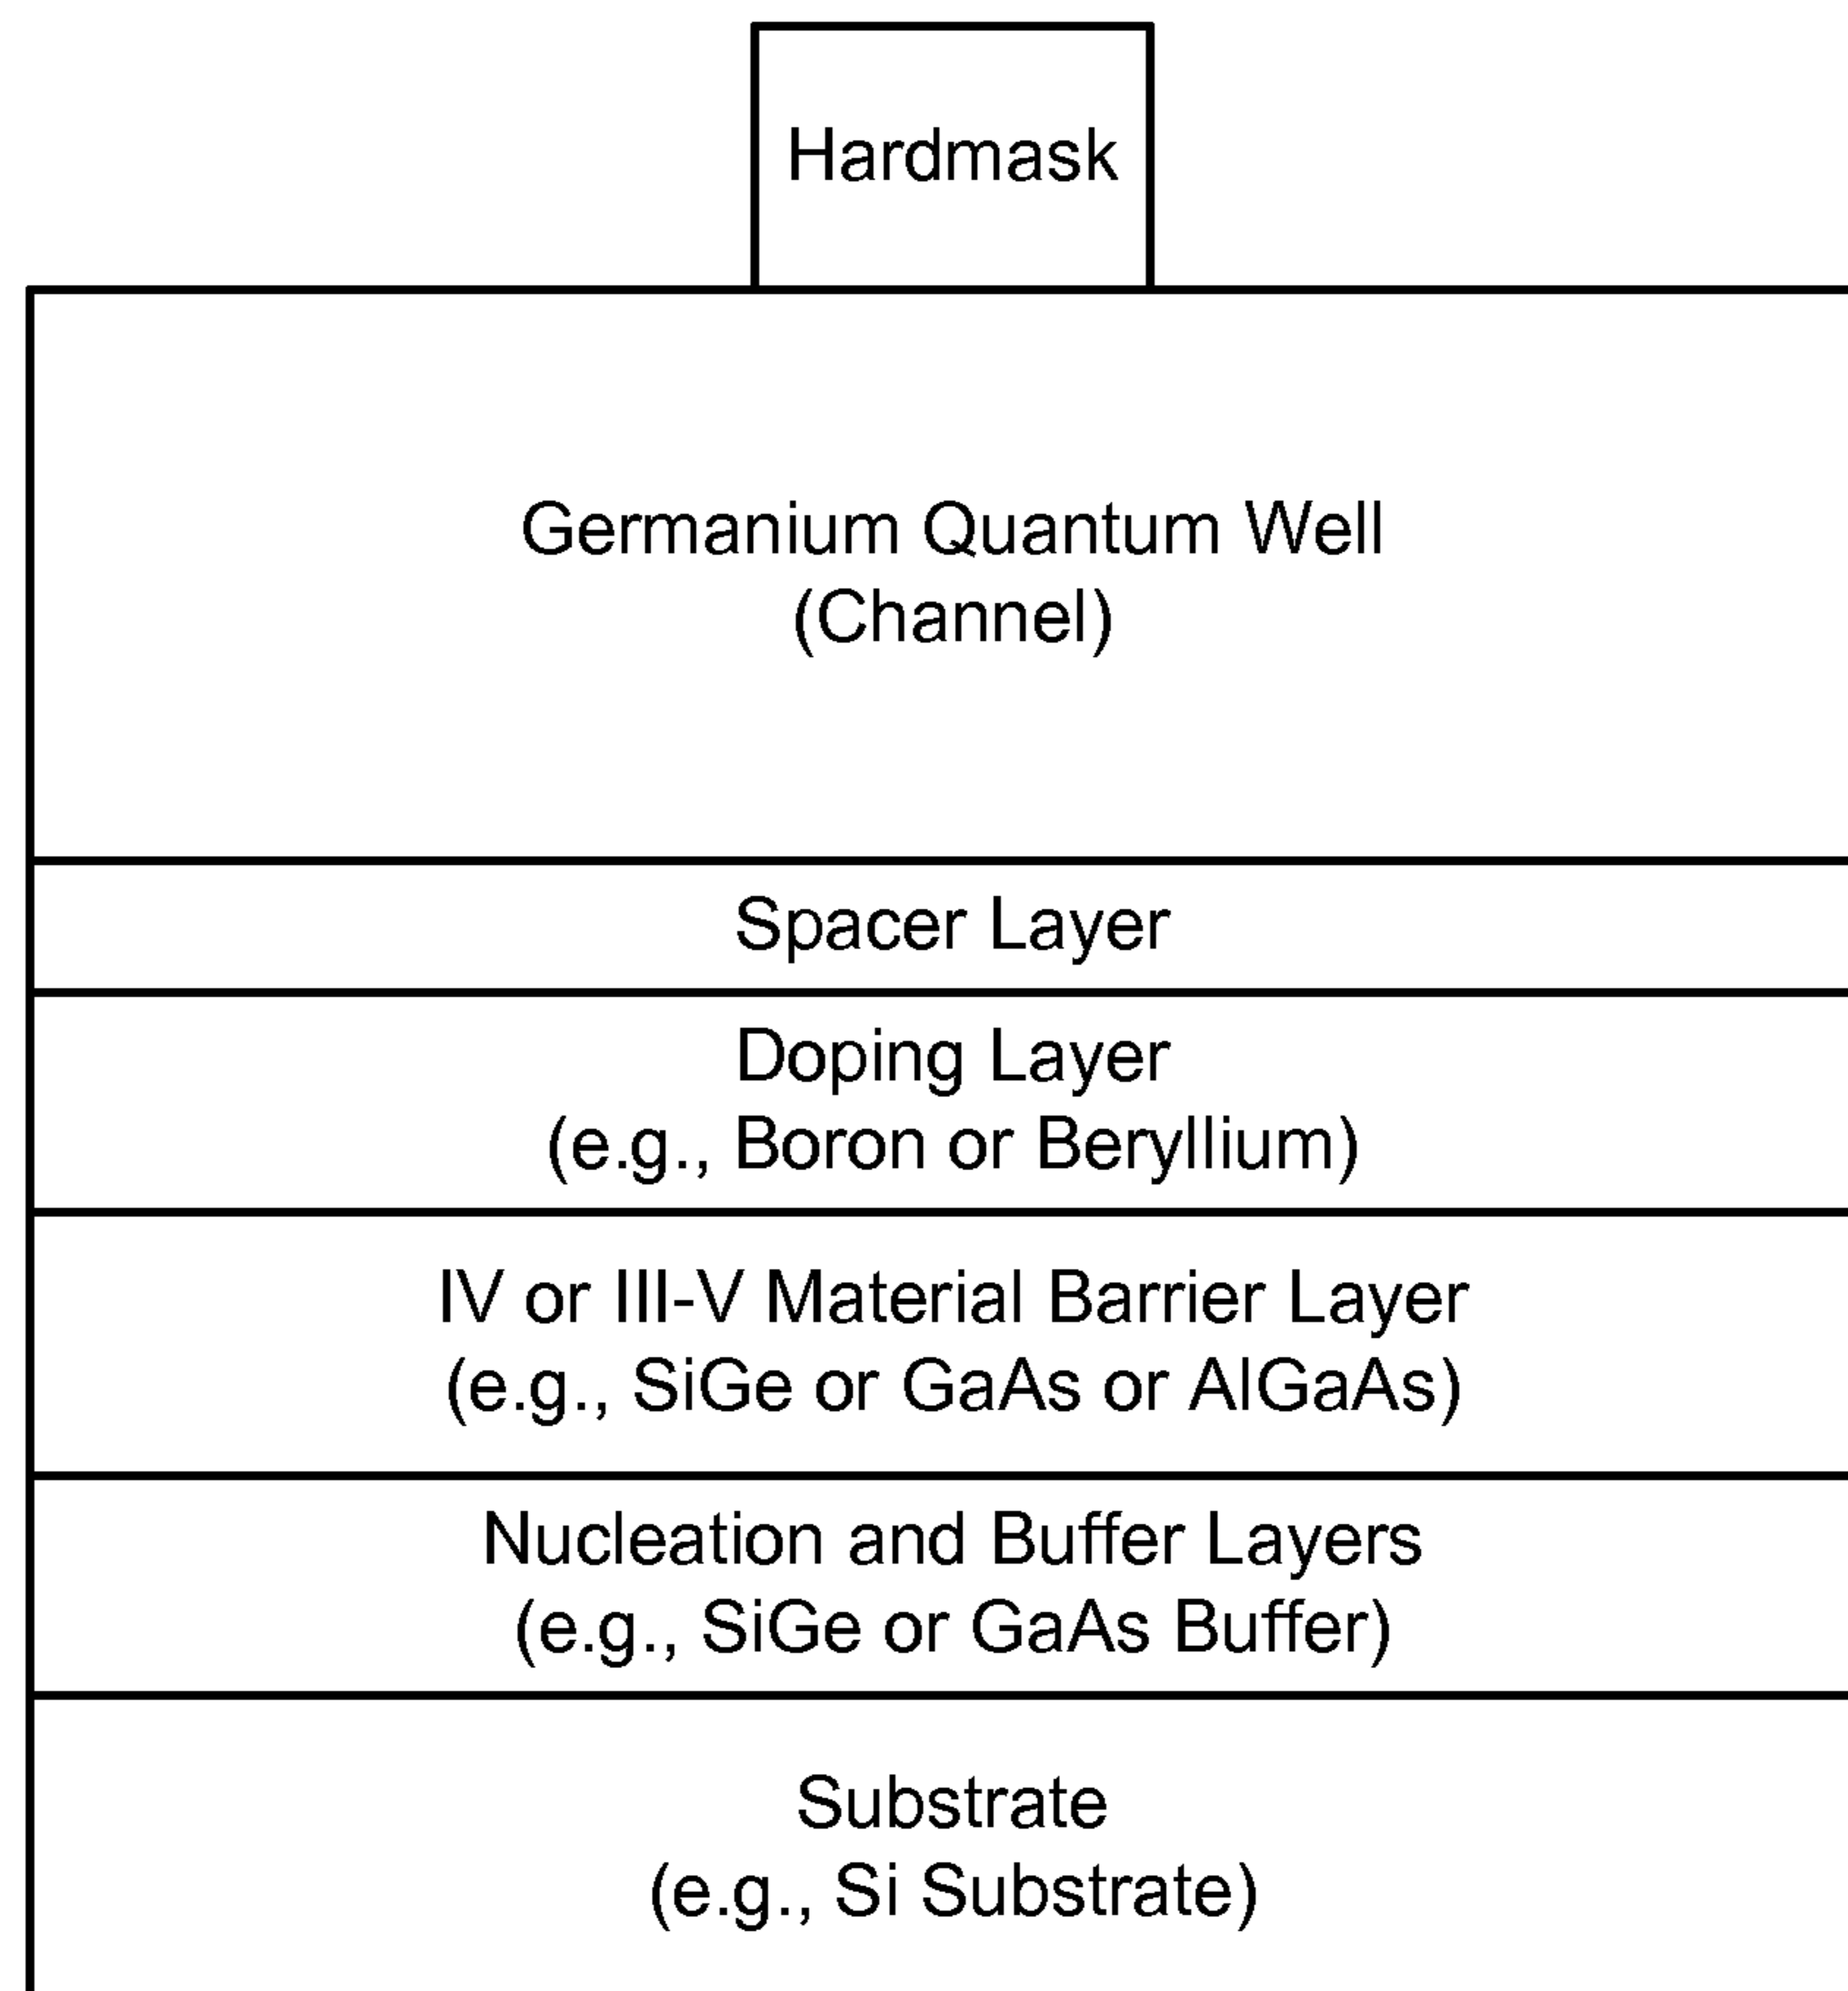 Hardmask
Germanium Quantum Well
(Channel)
Spacer Layer
Doping Layer
(e.g., Boron or Beryllium)
IV or III-V Material Barrier Layer
(e.g., SiGe or GaAs or AlGaAs)
Nucleation and Buffer Layers
(e.g., SiGe or GaAs Buffer)
Substrate
(e.g., Si Substrate)